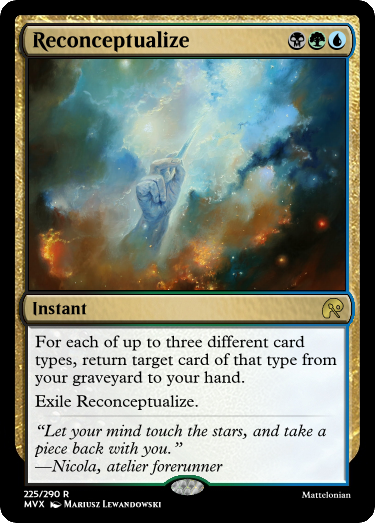 Reconceptualize
Instant
For each of up to three different card
types, return target card of that type from
your graveyard to your hand.
Exile Reconceptualize.
“Let your mind touch the stars, and take a
piece back with you.”
—Nicola, atelier forerunner
225/290 R
MVX Mariusz Lewandowski
Mattelonian